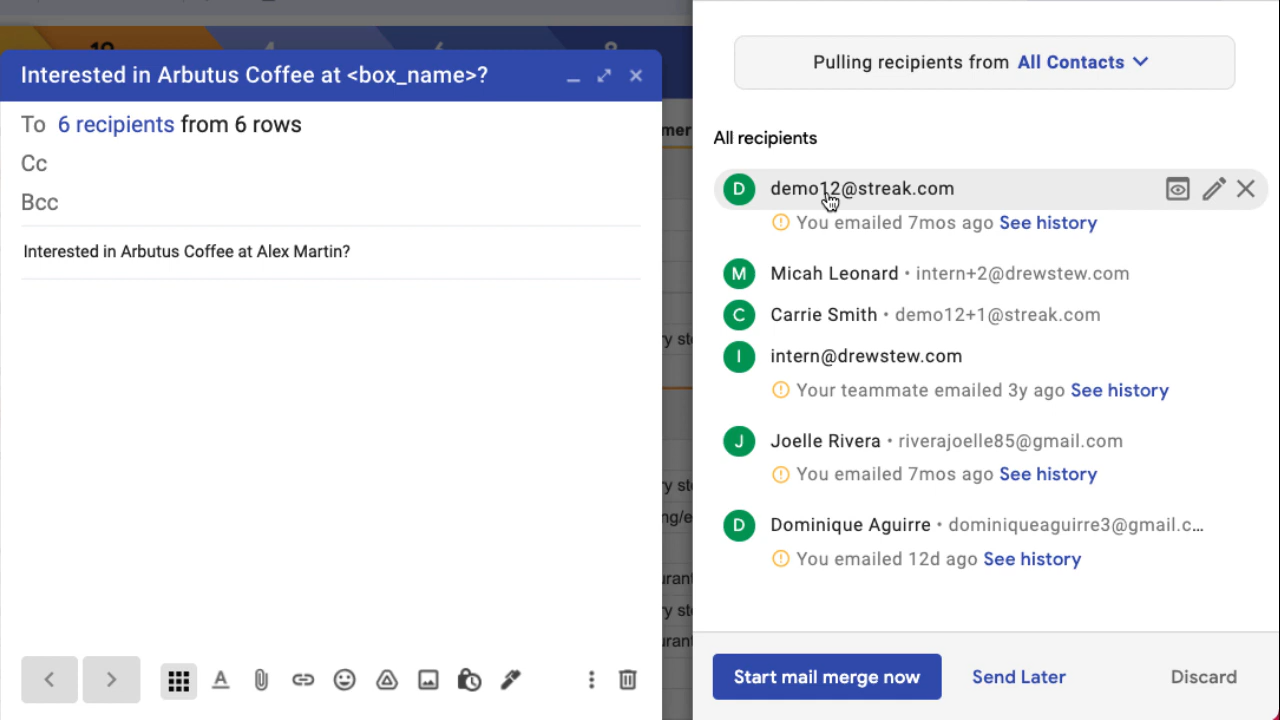 Interested in Arbutus Coffee at <box_name>?
To 6 recipients from 6 rows
Cc
Bcc
Interested in Arbutus Coffee at Alex Martin?
Pulling recipients from All Contacts
All recipients
D demo12@streak.com
You emailed 7mos ago See history
M Micah Leonard • intern+2@drewstew.com
C Carrie Smith • demo12+1@streak.com
I intern@drewstew.com
Your teammate emailed 3y ago See history
J Joelle Rivera • riverajoelle85@gmail.com
You emailed 7mos ago See history
D Dominique Aguirre • dominiqueaguirre3@gmail.c...
You emailed 12d ago See history
Start mail merge now Send Later Discard